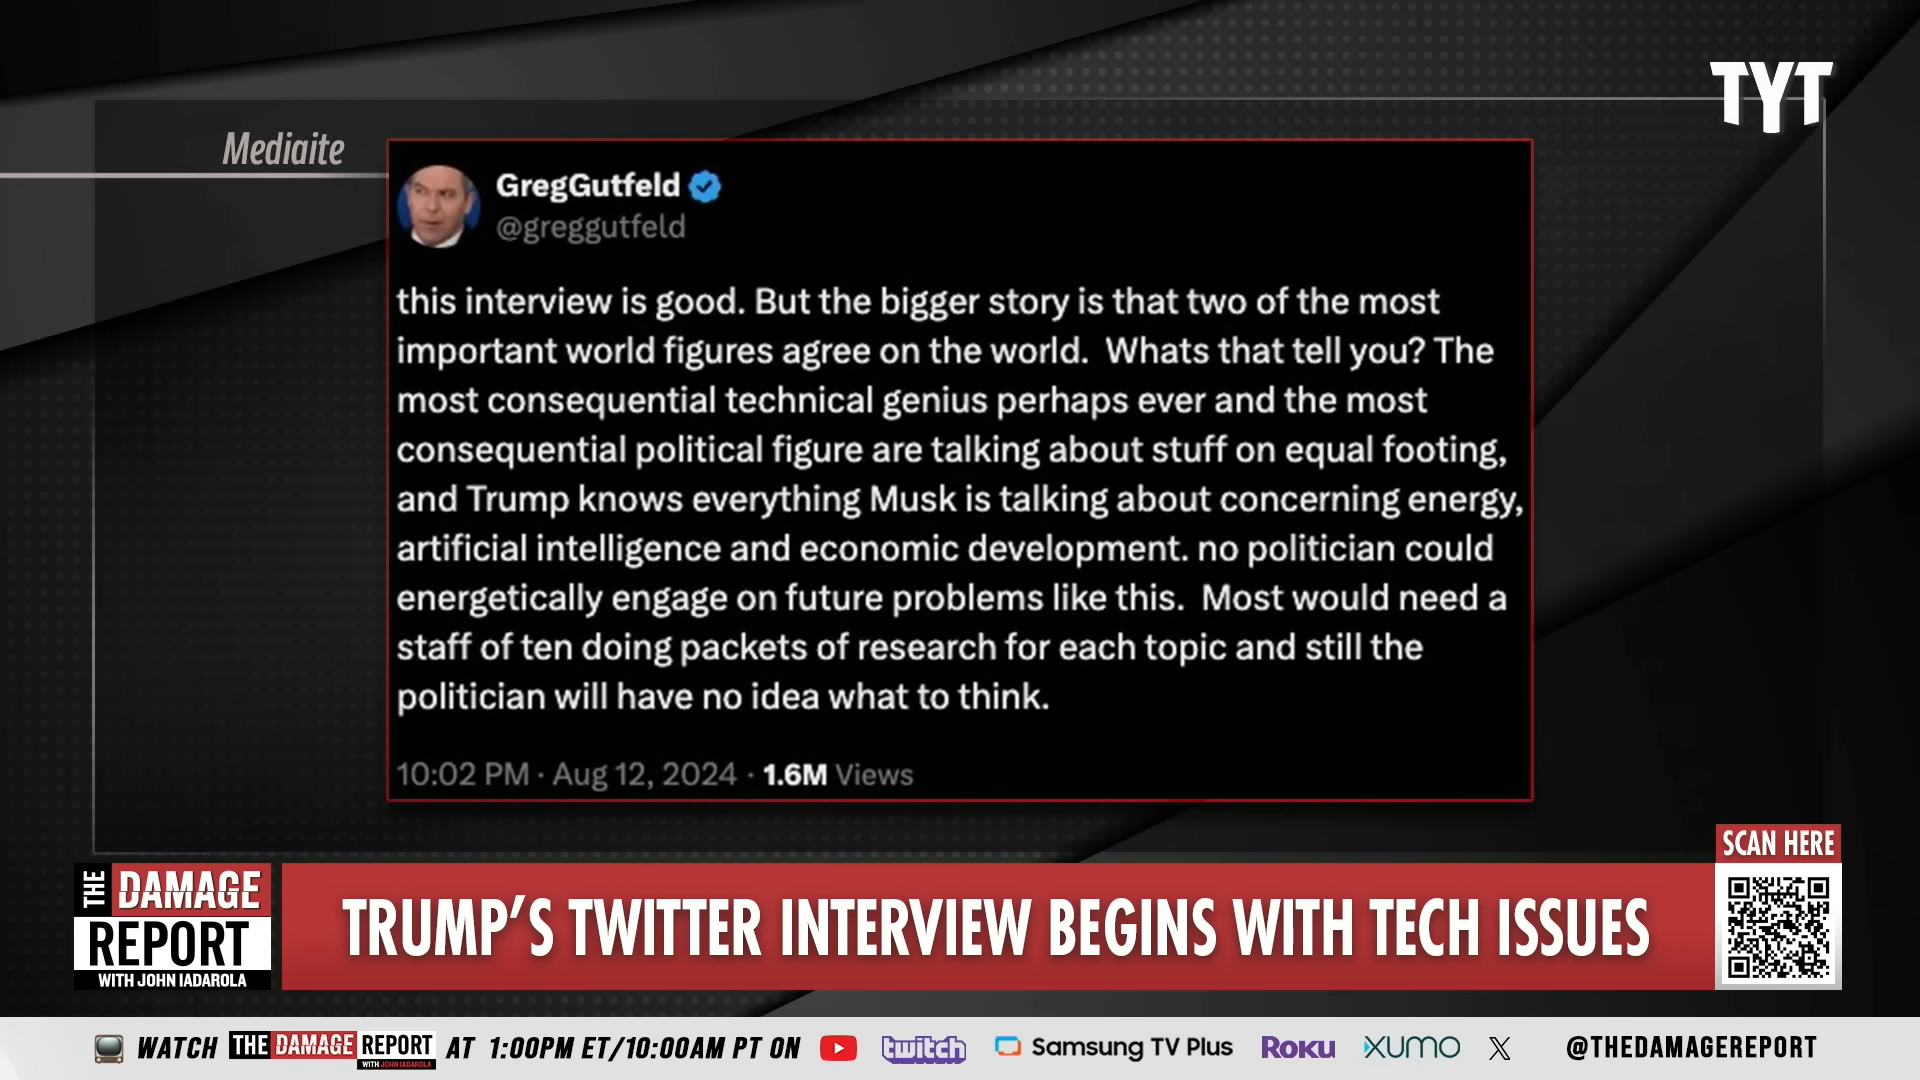 TYT
Mediaite
GregGutfeld
@greggutfeld
this interview is good. But the bigger story is that two of the most
important world figures agree on the world.  Whats that tell you? The
most consequential technical genius perhaps ever and the most
consequential political figure are talking about stuff on equal footing,
and Trump knows everything Musk is talking about concerning energy,
artificial intelligence and economic development. no politician could
energetically engage on future problems like this.  Most would need a
staff of ten doing packets of research for each topic and still the
politician will have no idea what to think.
10:02 PM · Aug 12, 2024 · 1.6M Views
SCAN HERE
THE DAMAGE
REPORT
WITH JOHN IADAROLA
TRUMP'S TWITTER INTERVIEW BEGINS WITH TECH ISSUES
WATCH THE DAMAGE REPORT WITH JOHN IADAROLA AT 1:00PM ET/10:00AM PT ON twitch Samsung TV Plus ROKU XUMO X @THEDAMAGEREPORT